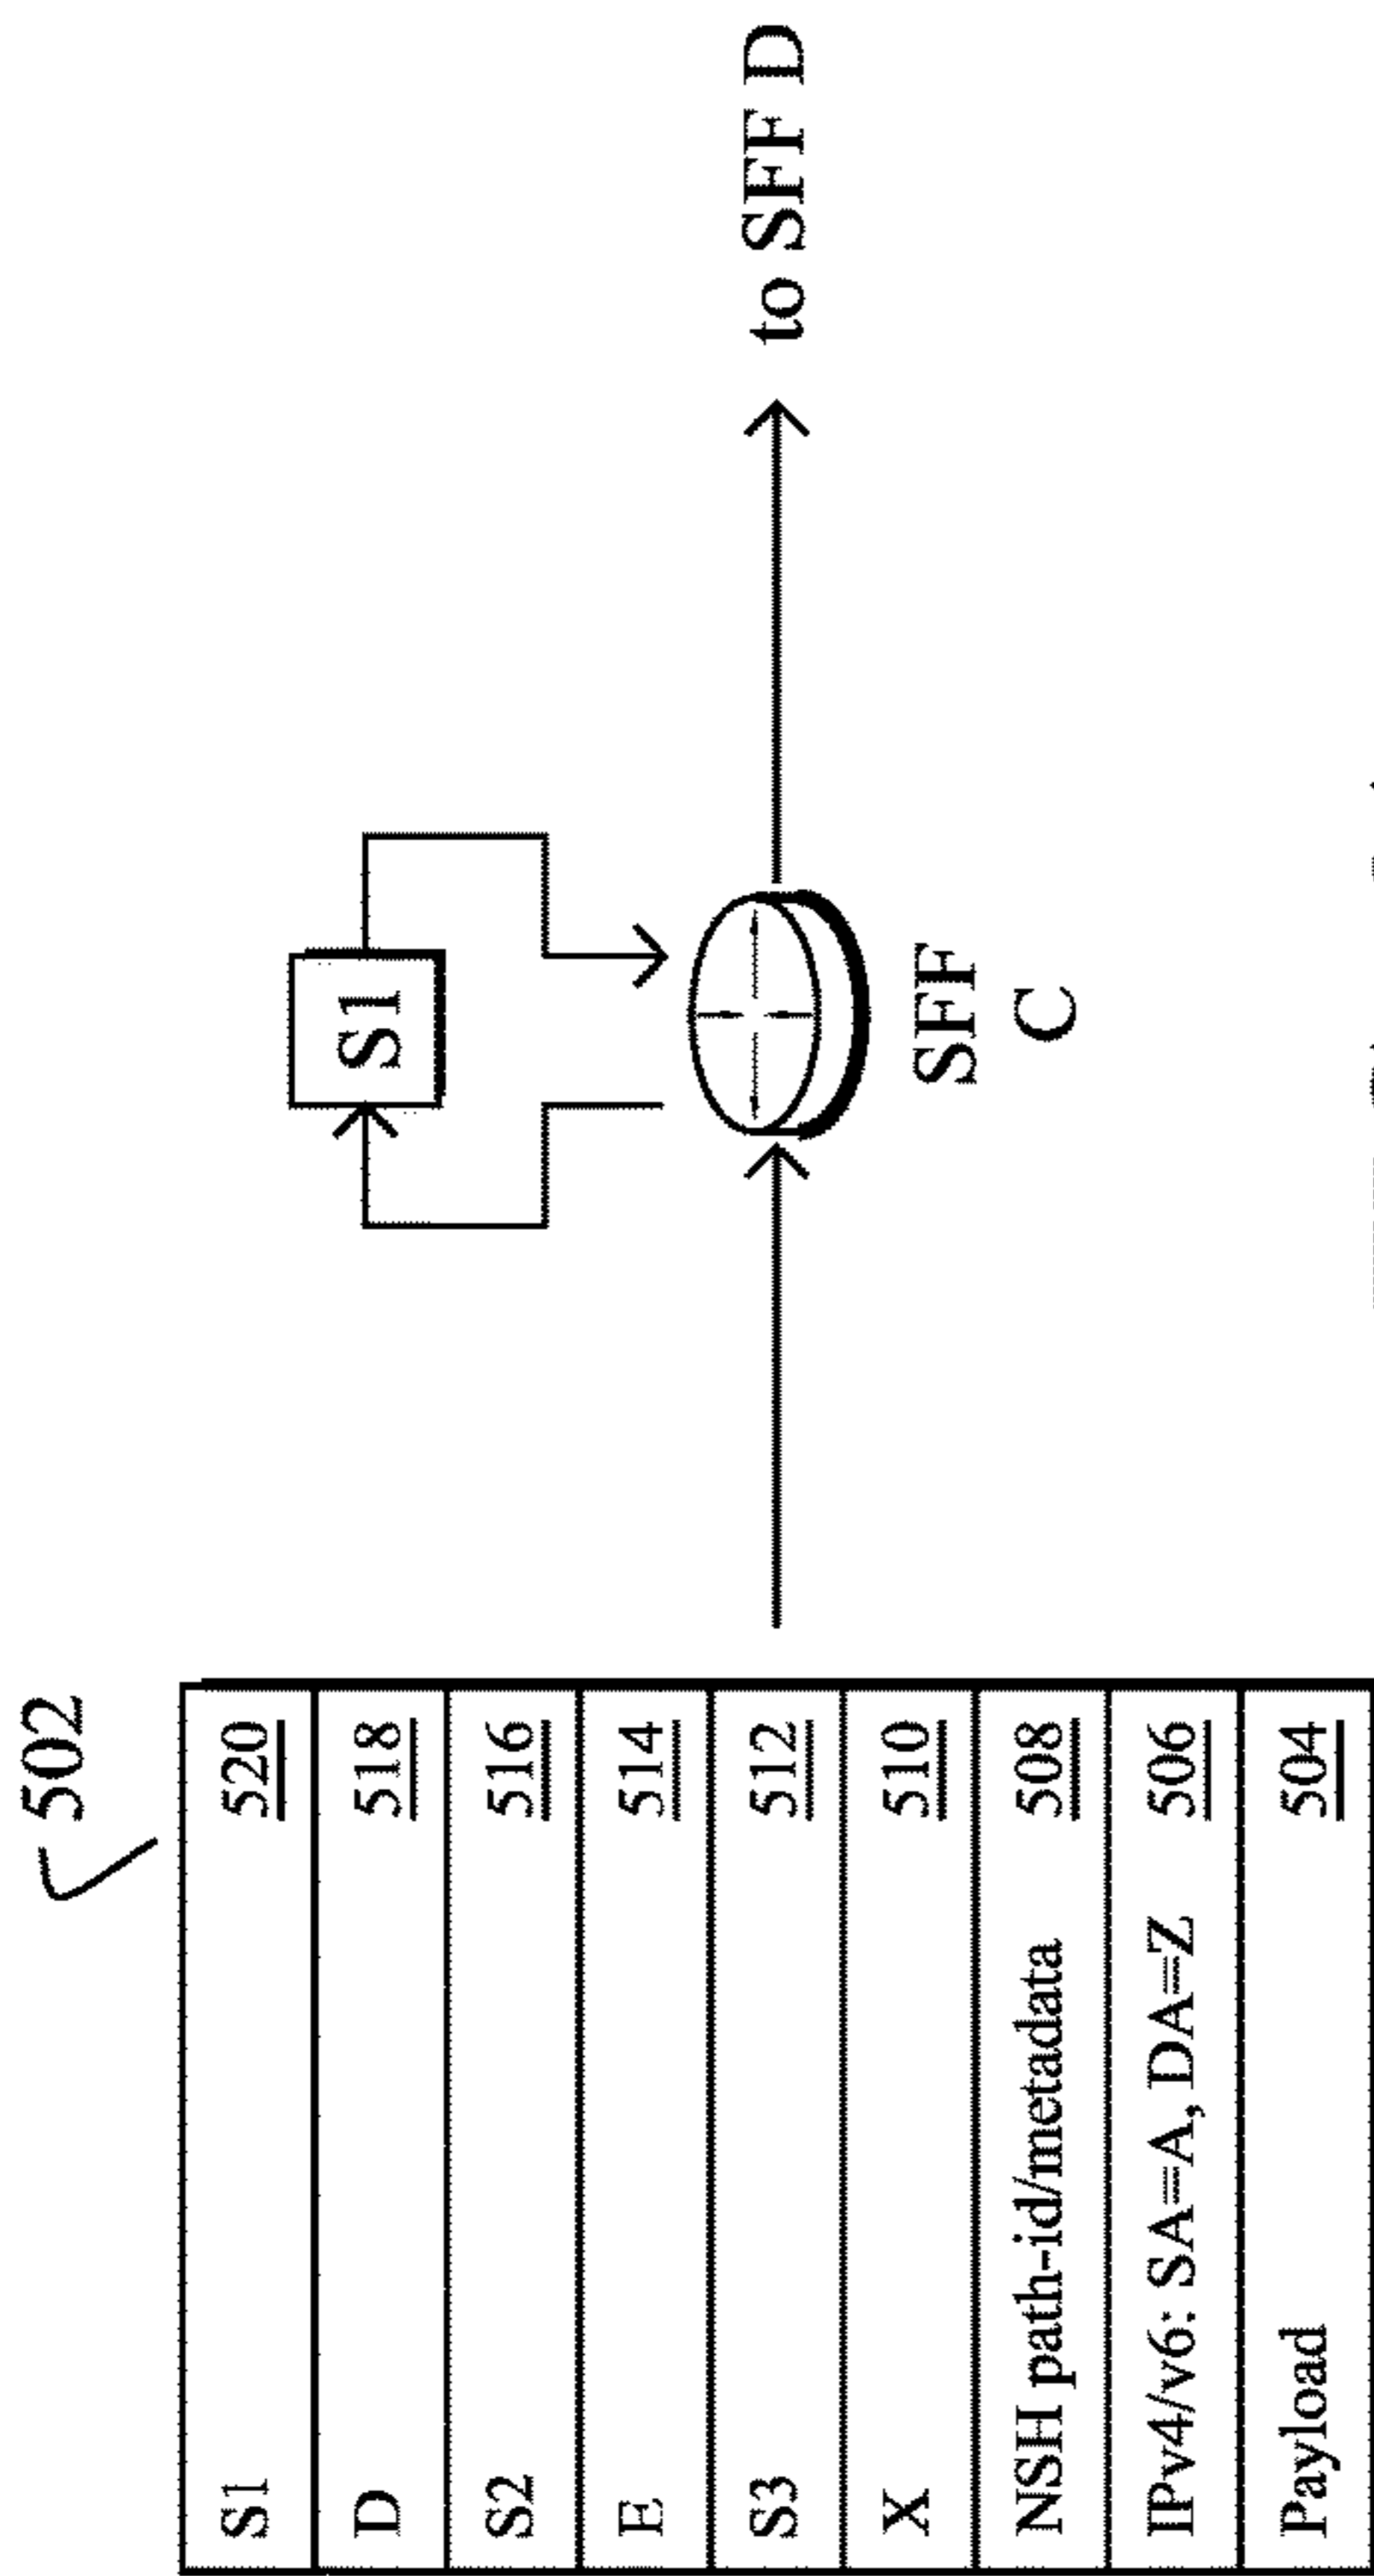 502
S1 520
D 518
S2 516
E 514
S3 512
X 510
NSH path-id/metadata 508
IPv4/v6: SA=A, DA=Z 506
Payload 504
S1
SFF
C
to SFF D